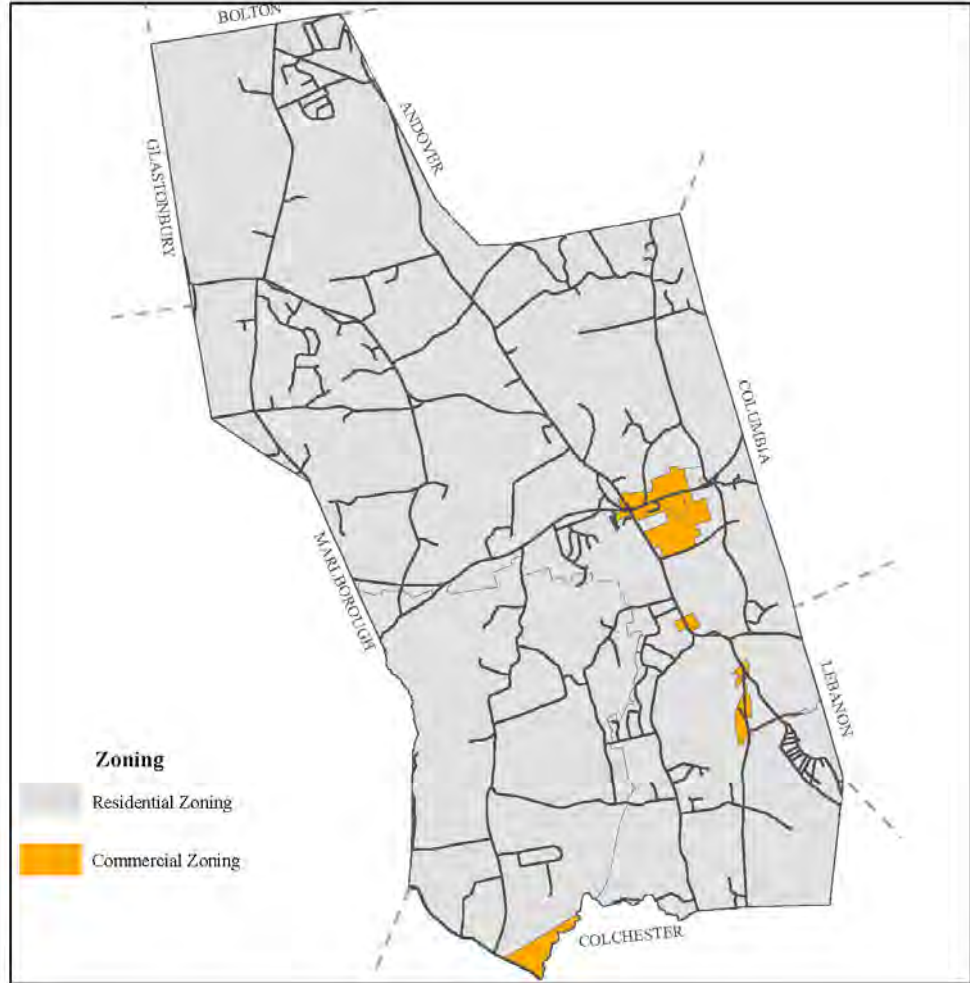 BOLTON
ANDOVER
GLASTONBURY
COLUMBIA
MARLBOROUGH
LEBANON
Zoning
Residential Zoning
Commercial Zoning
COLCHESTER